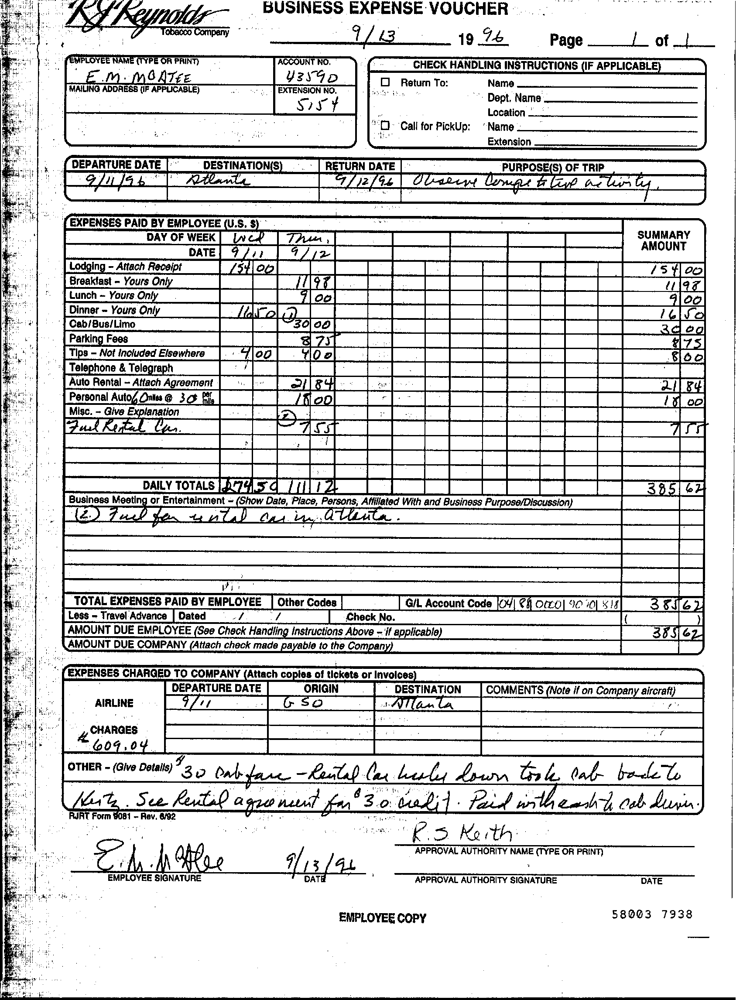 BUSINESS EXPENSE VOUCHER
RJReynolds
Tobacco Company
9/13 19 96 Page 1 of 1
EMPLOYEE NAME (TYPE OR PRINT) ACCOUNT NO. CHECK HANDLING INSTRUCTIONS (IF APPLICABLE)
E.M. McATEE 43590
☐ Return To: Name
MAILING ADDRESS (IF APPLICABLE) EXTENSION NO.
5154
Dept. Name
Location
☐ Call for PickUp: Name
Extension
DEPARTURE DATE DESTINATION(S) RETURN DATE PURPOSE(S) OF TRIP
9/11/96 Atlanta 9/12/96 Observe Competitive activity.
EXPENSES PAID BY EMPLOYEE (U.S. $)
DAY OF WEEK Wed Thur. SUMMARY AMOUNT
DATE 9/11 9/12
Lodging – Attach Receipt 154 00 154 00
Breakfast – Yours Only 11 98 11 98
Lunch – Yours Only 9 00 9 00
Dinner – Yours Only 16 50 16 50
Cab/Bus/Limo (1) 30 00 30 00
Parking Fees 8 75 8 75
Tips – Not Included Elsewhere 4 00 4 00 8 00
Telephone & Telegraph
Auto Rental – Attach Agreement 21 84 21 84
Personal Auto 60 miles @ 30 per mile 18 00 18 00
Misc. – Give Explanation
Fuel Rental Car. (2) 7 55 7 55
DAILY TOTALS 274 50 111 12 385 62
Business Meeting or Entertainment – (Show Date, Place, Persons, Affiliated With and Business Purpose/Discussion)
(2) Fuel for rental car in Atlanta.
TOTAL EXPENSES PAID BY EMPLOYEE Other Codes G/L Account Code 385 62
Less – Travel Advance Dated / / Check No. ( )
AMOUNT DUE EMPLOYEE (See Check Handling Instructions Above – if applicable) 385 62
AMOUNT DUE COMPANY (Attach check made payable to the Company)
EXPENSES CHARGED TO COMPANY (Attach copies of tickets or invoices)
DEPARTURE DATE ORIGIN DESTINATION COMMENTS (Note if on Company aircraft)
AIRLINE 9/11 GSO Atlanta
CHARGES
609.04
OTHER – (Give Details) $30 cab fare – Rental Car broke down took cab back to
Hertz. See Rental agreement for $30 credit. Paid with cash to cab driver.
RJRT Form 9081 – Rev. 6/92
R.S Keith
APPROVAL AUTHORITY NAME (TYPE OR PRINT)
E.M. McAtee 9/13/96
EMPLOYEE SIGNATURE DATE APPROVAL AUTHORITY SIGNATURE DATE
EMPLOYEE COPY
58003 7938